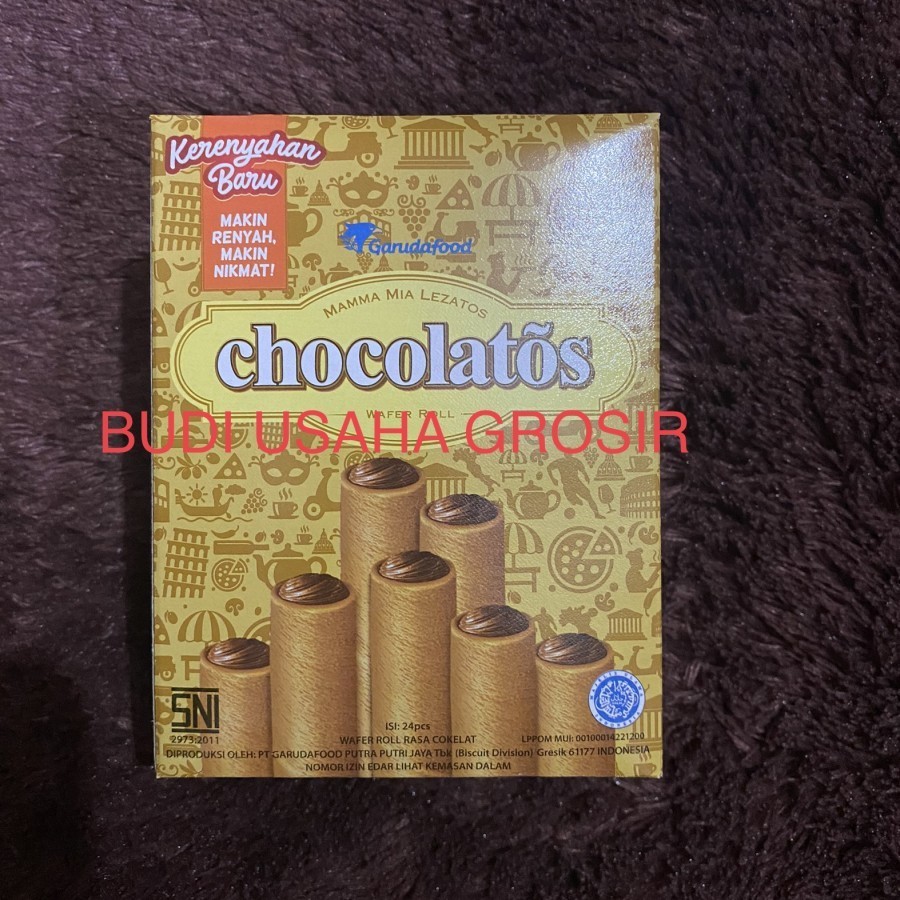 Kerenyahan
Baru
MAKIN
RENYAH,
MAKIN
NIKMAT!
Garudafood
MAMMA MIA LEZATOS
chocolatõs
WAFER ROLL
BUDI USAHA GROSIR
SNI
2973:2011
ISI: 24pcs
WAFER ROLL RASA COKELAT
LPPOM MUI: 00100014221200
DIPRODUKSI OLEH: PT GARUDAFOOD PUTRA PUTRI JAYA Tbk (Biscuit Division) Gresik 61177 INDONESIA
NOMOR IZIN EDAR LIHAT KEMASAN DALAM